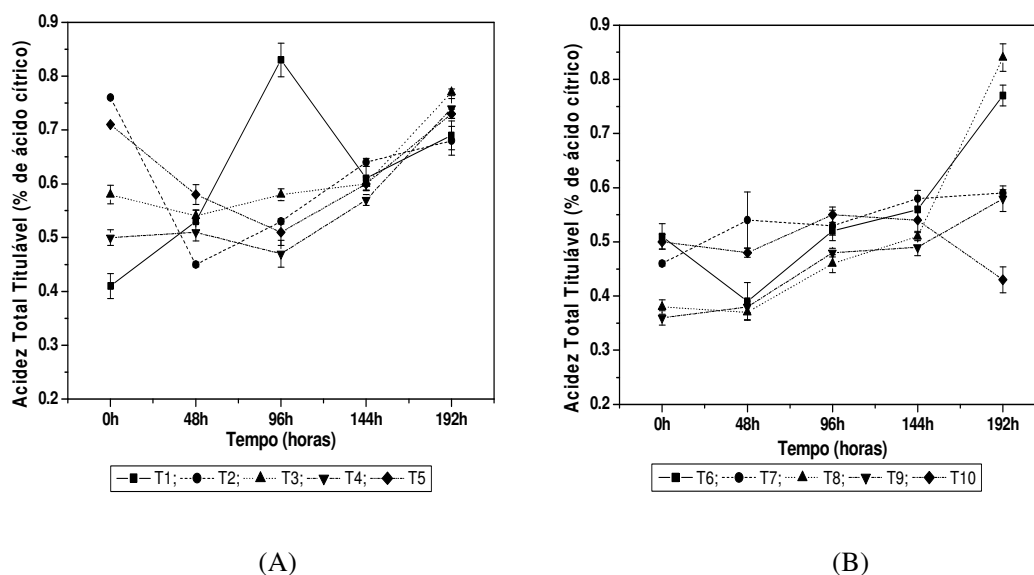 0.9
0.8
0.7
0.6
0.5
0.4
0.3
0.2
Acidez Total Titulável (% de ácido cítrico)
0h 48h 96h 144h 192h
Tempo (horas)
T1; T2; T3; T4; T5
(A)
0.9
0.8
0.7
0.6
0.5
0.4
0.3
0.2
Acidez Total Titulável (% de ácido cítrico)
0h 48h 96h 144h 192h
Tempo (horas)
T6; T7; T8; T9; T10
(B)